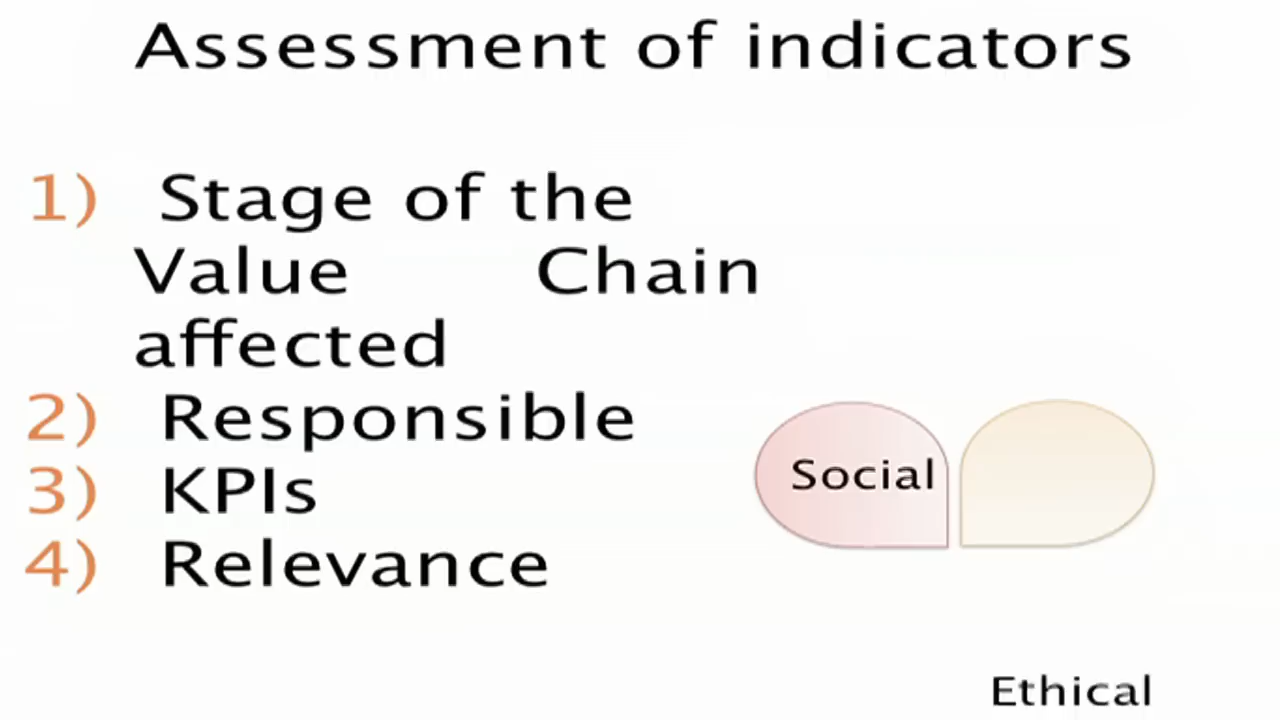 Assessment of indicators
1) Stage of the
Value Chain
affected
2) Responsible
3) KPIs
4) Relevance
Social
Ethical